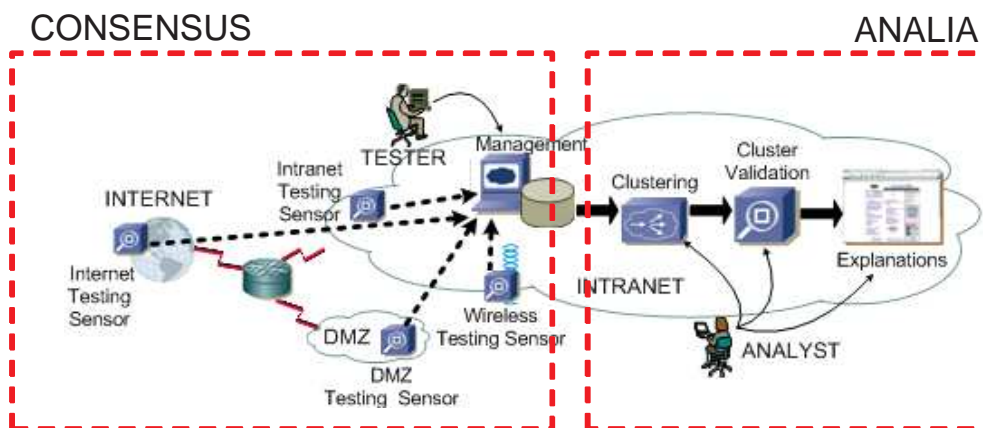 CONSENSUS
ANALIA
TESTER
Management
Cluster
Validation
Clustering
Intranet
Testing
Sensor
INTERNET
Internet
Testing
Sensor
Explanations
INTRANET
Wireless
Testing Sensor
DMZ
DMZ
Testing Sensor
ANALYST